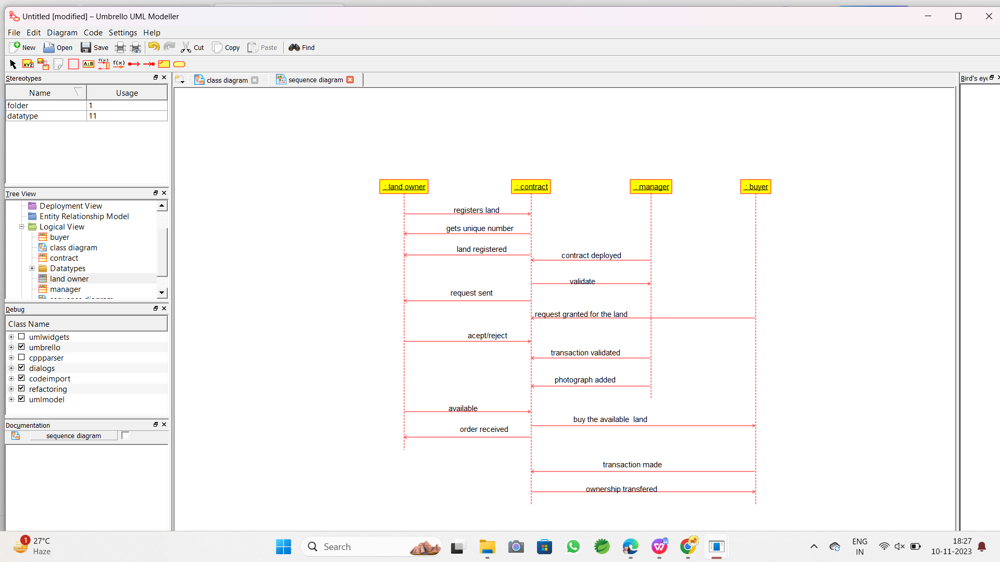 Untitled [modified] – Umbrello UML Modeller
File Edit Diagram Code Settings Help
New Open Save Cut Copy Paste Find
XYZ XYZ A:B f(x) f(x)
Stereotypes
Name Usage
folder 1
datatype 11
Tree View
Deployment View
Entity Relationship Model
Logical View
buyer
class diagram
contract
Datatypes
land owner
manager
sequence diagram
Debug
Class Name
umlwidgets
umbrello
cppparser
dialogs
codeimport
refactoring
umlmodel
Documentation
sequence diagram
class diagram sequence diagram
Bird's eye
: land owner : contract : manager : buyer
registers land
gets unique number
land registered
contract deployed
validate
request sent
request granted for the land
acept/reject
transaction validated
photograph added
available
buy the available  land
order received
transaction made
ownership transfered
1
27°C
Haze
Search
ENG
IN
18:27
10-11-2023